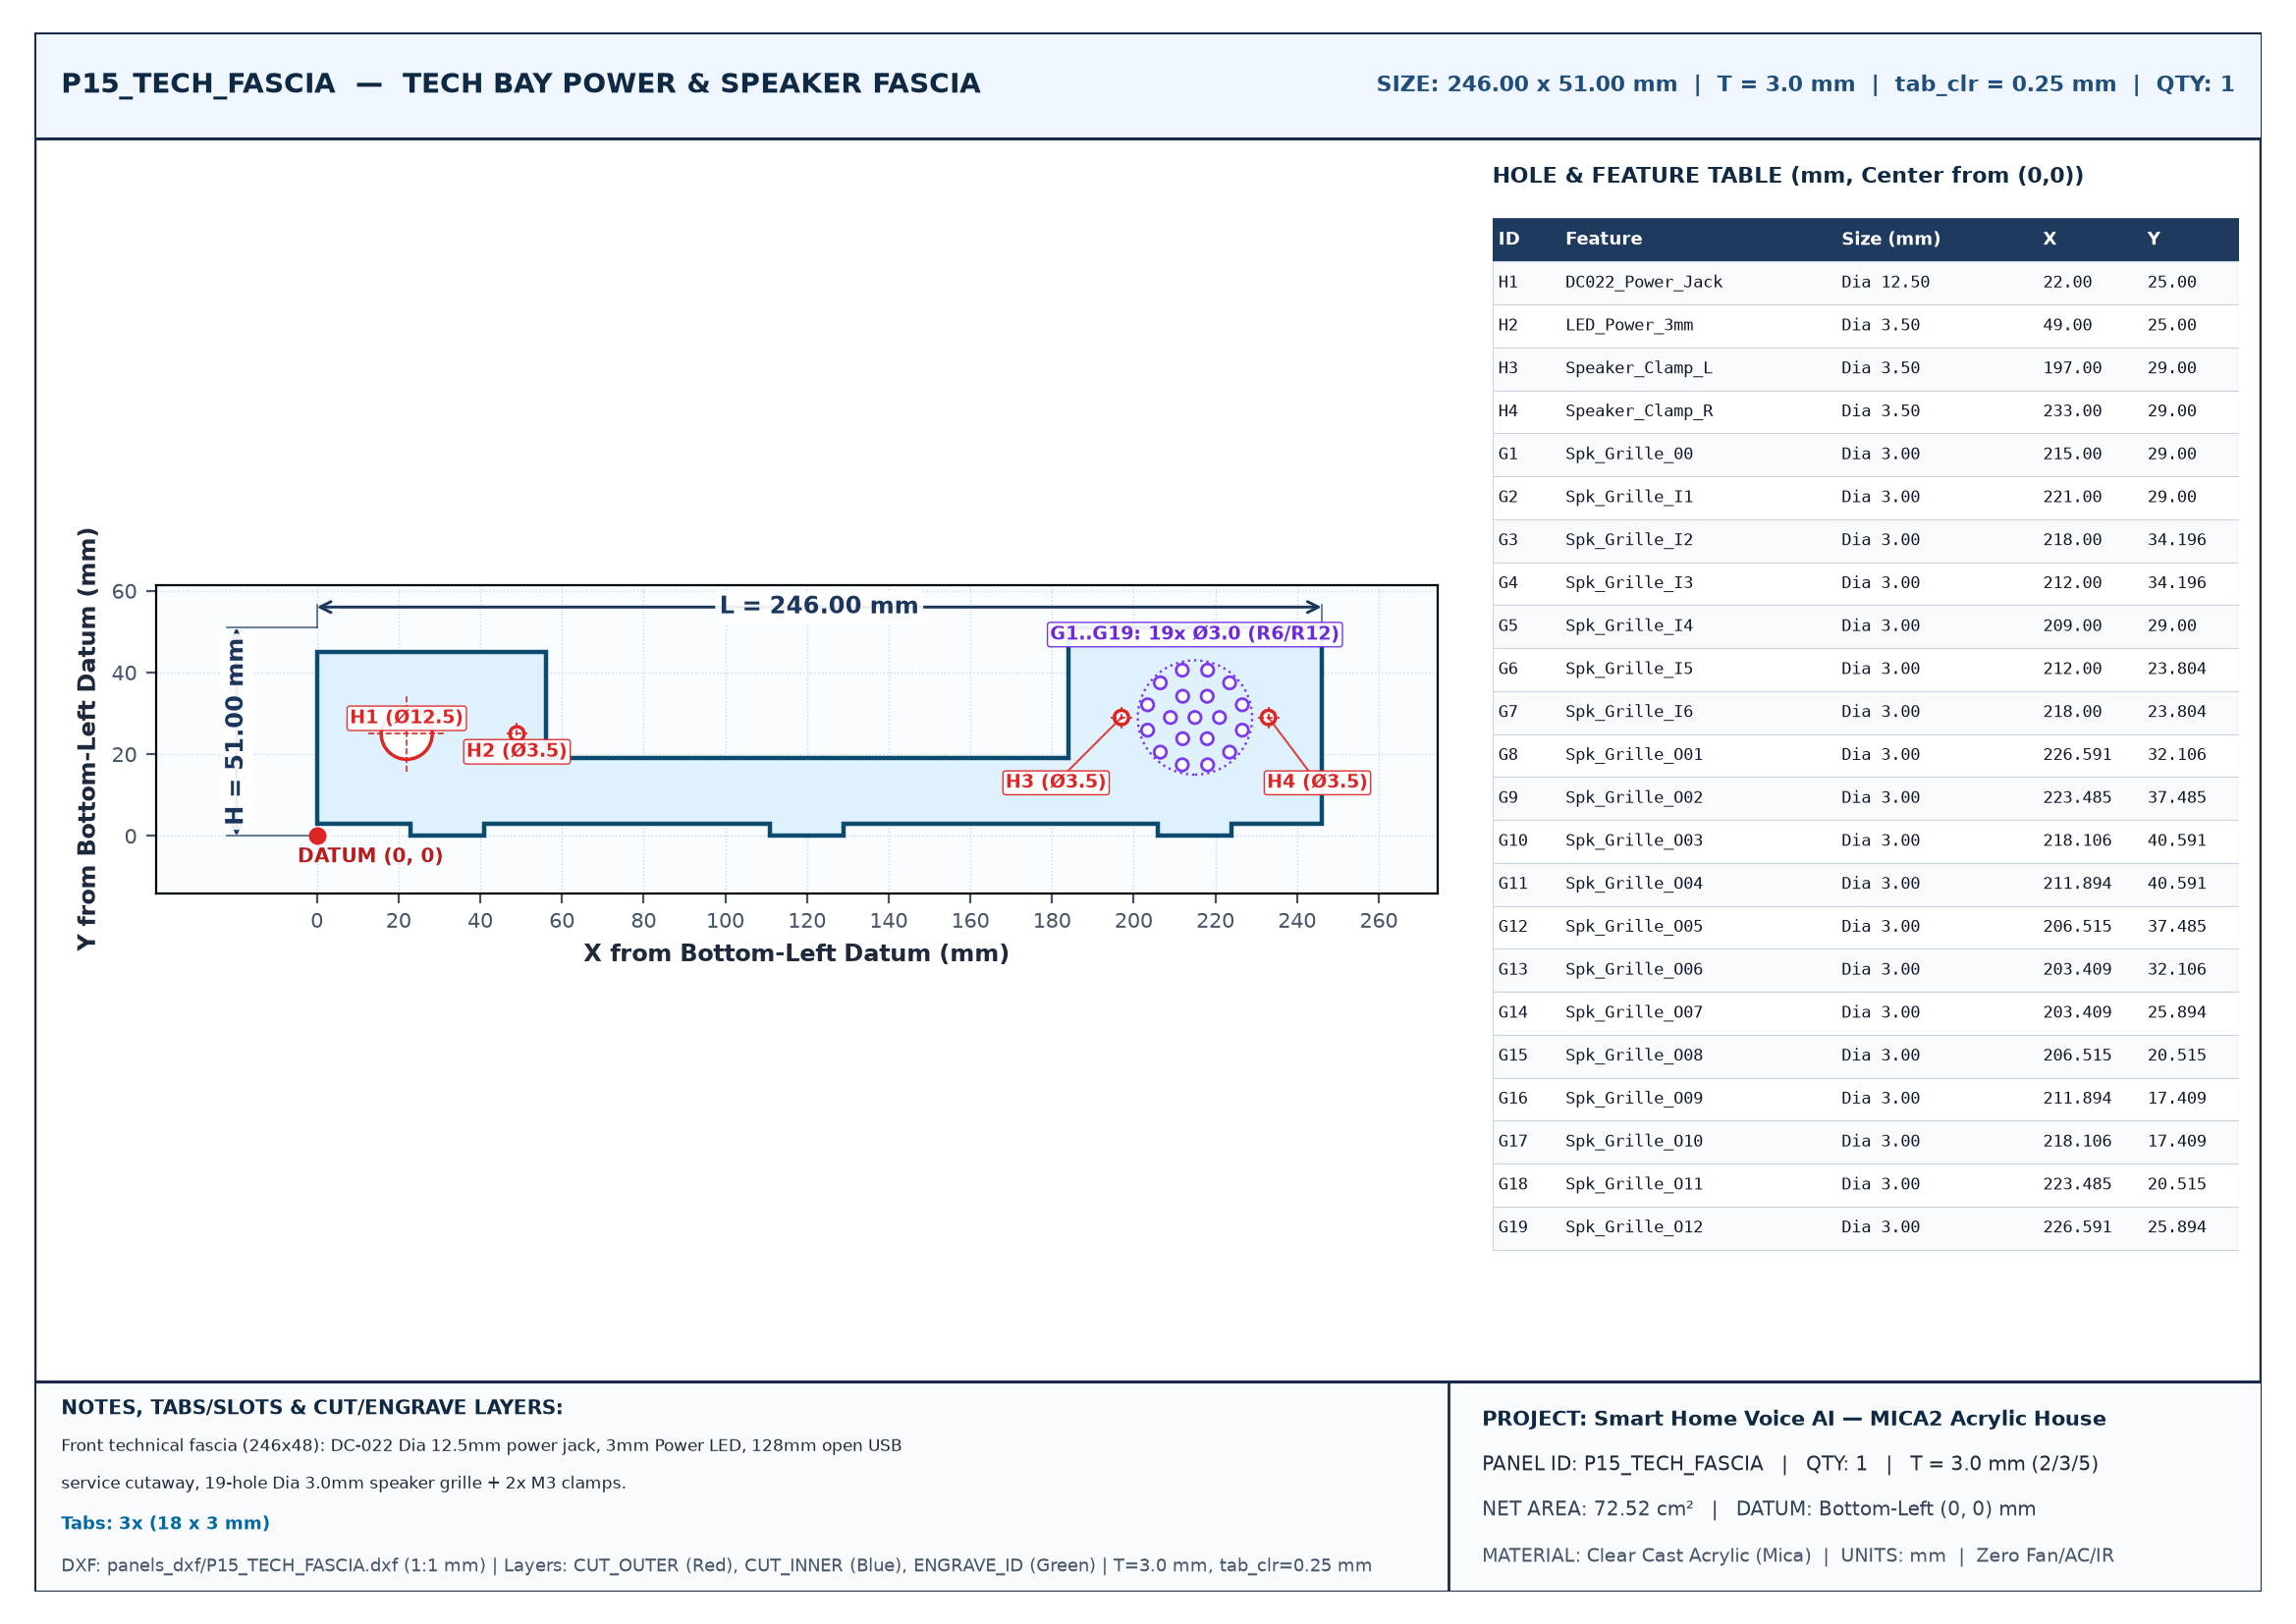 P15_TECH_FASCIA — TECH BAY POWER & SPEAKER FASCIA
SIZE: 246.00 x 51.00 mm | T = 3.0 mm | tab_clr = 0.25 mm | QTY: 1
L = 246.00 mm
H = 51.00 mm
G1..G19: 19x Ø3.0 (R6/R12)
H1 (Ø12.5)
H2 (Ø3.5)
H3 (Ø3.5)
H4 (Ø3.5)
DATUM (0, 0)
Y from Bottom-Left Datum (mm)
60
40
20
0
0 20 40 60 80 100 120 140 160 180 200 220 240 260
X from Bottom-Left Datum (mm)
HOLE & FEATURE TABLE (mm, Center from (0,0))
ID Feature Size (mm) X Y
H1 DC022_Power_Jack Dia 12.50 22.00 25.00
H2 LED_Power_3mm Dia 3.50 49.00 25.00
H3 Speaker_Clamp_L Dia 3.50 197.00 29.00
H4 Speaker_Clamp_R Dia 3.50 233.00 29.00
G1 Spk_Grille_00 Dia 3.00 215.00 29.00
G2 Spk_Grille_I1 Dia 3.00 221.00 29.00
G3 Spk_Grille_I2 Dia 3.00 218.00 34.196
G4 Spk_Grille_I3 Dia 3.00 212.00 34.196
G5 Spk_Grille_I4 Dia 3.00 209.00 29.00
G6 Spk_Grille_I5 Dia 3.00 212.00 23.804
G7 Spk_Grille_I6 Dia 3.00 218.00 23.804
G8 Spk_Grille_O01 Dia 3.00 226.591 32.106
G9 Spk_Grille_O02 Dia 3.00 223.485 37.485
G10 Spk_Grille_O03 Dia 3.00 218.106 40.591
G11 Spk_Grille_O04 Dia 3.00 211.894 40.591
G12 Spk_Grille_O05 Dia 3.00 206.515 37.485
G13 Spk_Grille_O06 Dia 3.00 203.409 32.106
G14 Spk_Grille_O07 Dia 3.00 203.409 25.894
G15 Spk_Grille_O08 Dia 3.00 206.515 20.515
G16 Spk_Grille_O09 Dia 3.00 211.894 17.409
G17 Spk_Grille_O10 Dia 3.00 218.106 17.409
G18 Spk_Grille_O11 Dia 3.00 223.485 20.515
G19 Spk_Grille_O12 Dia 3.00 226.591 25.894
NOTES, TABS/SLOTS & CUT/ENGRAVE LAYERS:
Front technical fascia (246x48): DC-022 Dia 12.5mm power jack, 3mm Power LED, 128mm open USB
service cutaway, 19-hole Dia 3.0mm speaker grille + 2x M3 clamps.
Tabs: 3x (18 x 3 mm)
DXF: panels_dxf/P15_TECH_FASCIA.dxf (1:1 mm) | Layers: CUT_OUTER (Red), CUT_INNER (Blue), ENGRAVE_ID (Green) | T=3.0 mm, tab_clr=0.25 mm
PROJECT: Smart Home Voice AI — MICA2 Acrylic House
PANEL ID: P15_TECH_FASCIA | QTY: 1 | T = 3.0 mm (2/3/5)
NET AREA: 72.52 cm² | DATUM: Bottom-Left (0, 0) mm
MATERIAL: Clear Cast Acrylic (Mica) | UNITS: mm | Zero Fan/AC/IR